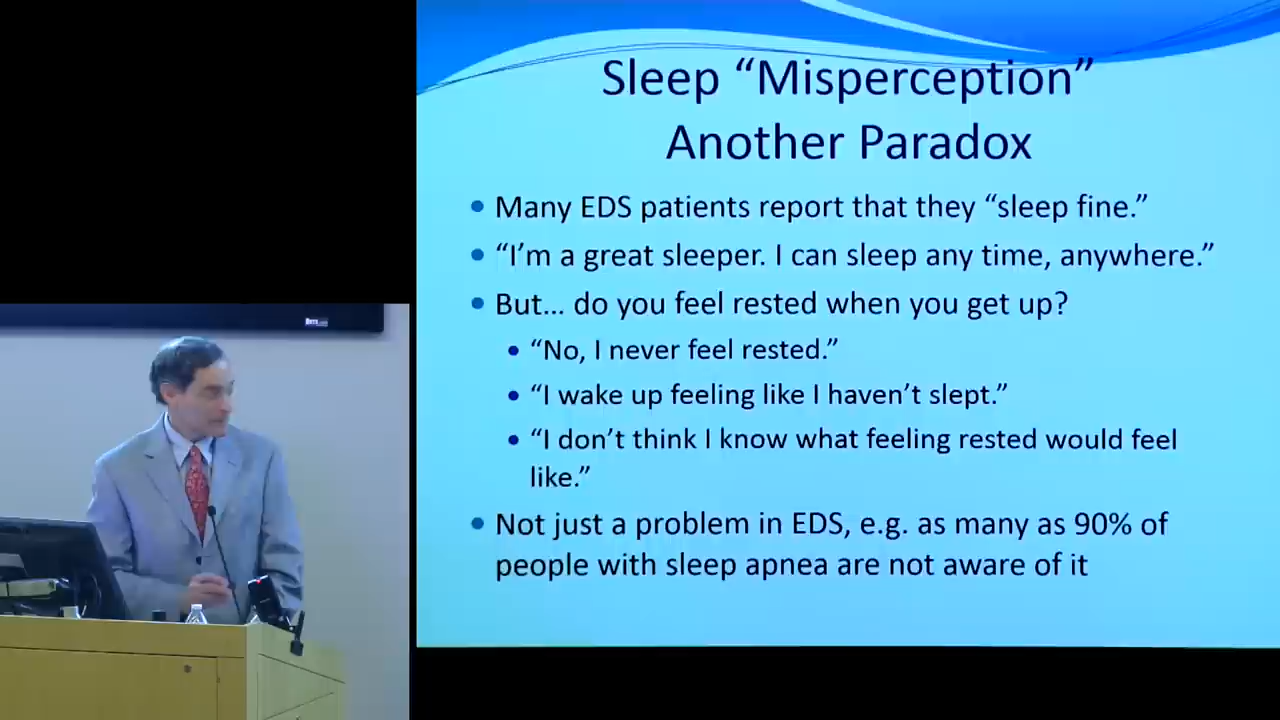 Sleep “Misperception”
Another Paradox
• Many EDS patients report that they “sleep fine.”
• “I’m a great sleeper. I can sleep any time, anywhere.”
• But... do you feel rested when you get up?
• “No, I never feel rested.”
• “I wake up feeling like I haven’t slept.”
• “I don’t think I know what feeling rested would feel
like.”
• Not just a problem in EDS, e.g. as many as 90% of
people with sleep apnea are not aware of it